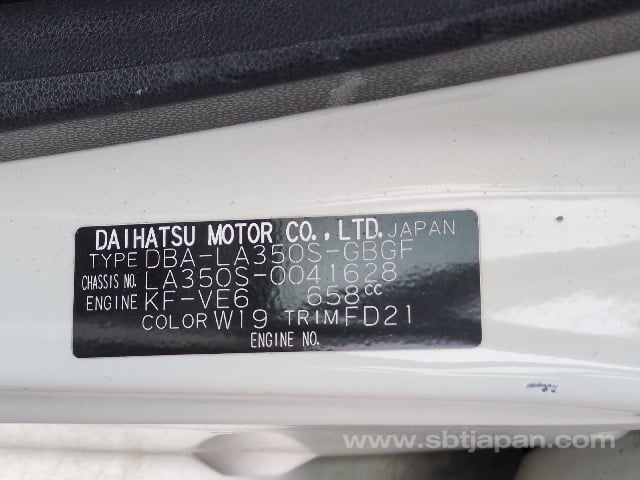 DAIHATSU MOTOR CO., LTD. JAPAN
TYPE DBA-LA350S-GBGF
CHASSIS NO. LA350S-0041628
ENGINE KF-VE6 658cc
COLOR W19 TRIM FD21
ENGINE NO.
www.sbtjapan.com